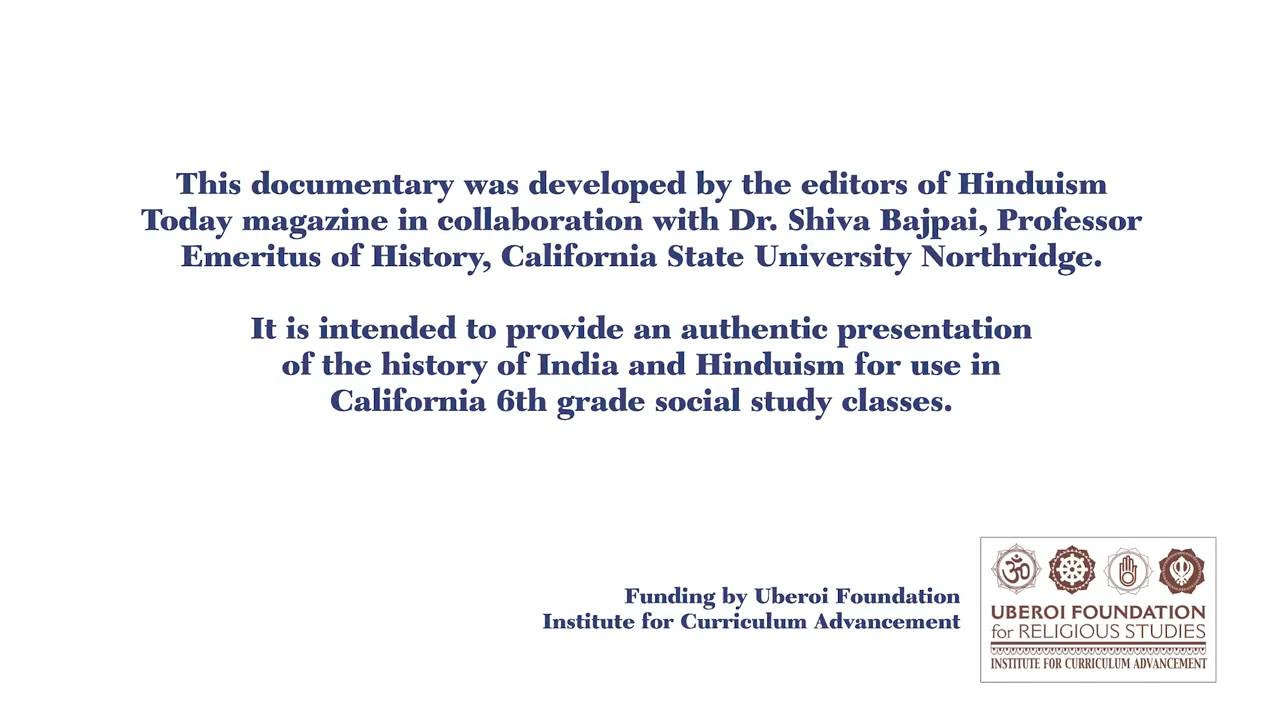 This documentary was developed by the editors of Hinduism
Today magazine in collaboration with Dr. Shiva Bajpai, Professor
Emeritus of History, California State University Northridge.
It is intended to provide an authentic presentation
of the history of India and Hinduism for use in
California 6th grade social study classes.
Funding by Uberoi Foundation
Institute for Curriculum Advancement
ॐ
UBEROI FOUNDATION
for RELIGIOUS STUDIES
INSTITUTE FOR CURRICULUM ADVANCEMENT